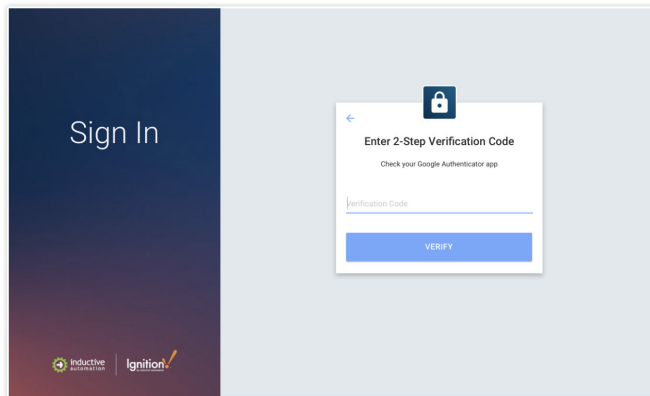 Sign In
Enter 2-Step Verification Code
Check your Google Authenticator app
Verification Code
VERIFY
inductive
automation
Ignition!